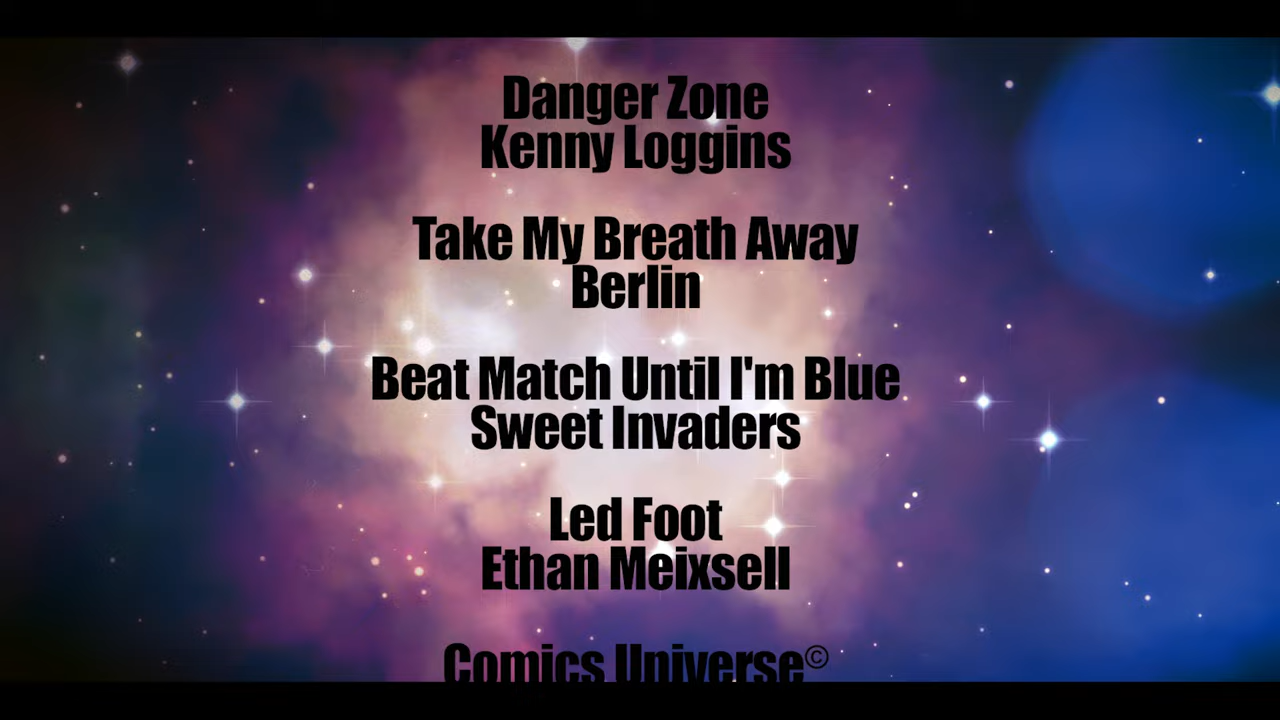 Danger Zone
Kenny Loggins
Take My Breath Away
Berlin
Beat Match Until I'm Blue
Sweet Invaders
Led Foot
Ethan Meixsell
Comics Universe©